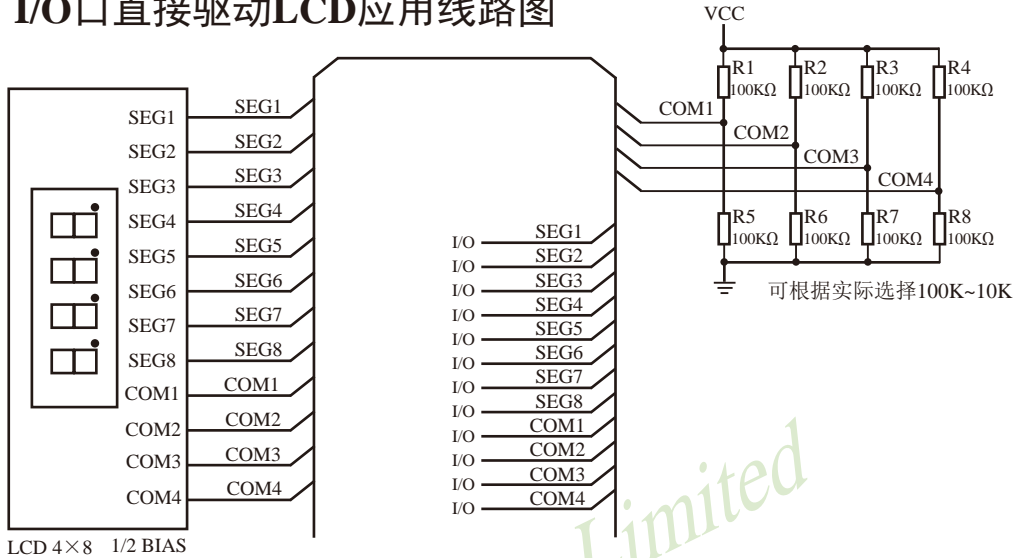 I/O口直接驱动LCD应用线路图
VCC
R1
100KΩ
R2
100KΩ
R3
100KΩ
R4
100KΩ
COM1
COM2
COM3
COM4
R5
100KΩ
R6
100KΩ
R7
100KΩ
R8
100KΩ
可根据实际选择100K~10K
SEG1 SEG1
SEG2 SEG2
SEG3 SEG3
SEG4 SEG4
SEG5 SEG5
SEG6 SEG6
SEG7 SEG7
SEG8 SEG8
COM1 COM1
COM2 COM2
COM3 COM3
COM4 COM4
I/O SEG1
I/O SEG2
I/O SEG3
I/O SEG4
I/O SEG5
I/O SEG6
I/O SEG7
I/O SEG8
I/O COM1
I/O COM2
I/O COM3
I/O COM4
LCD 4×8 1/2 BIAS
Limited